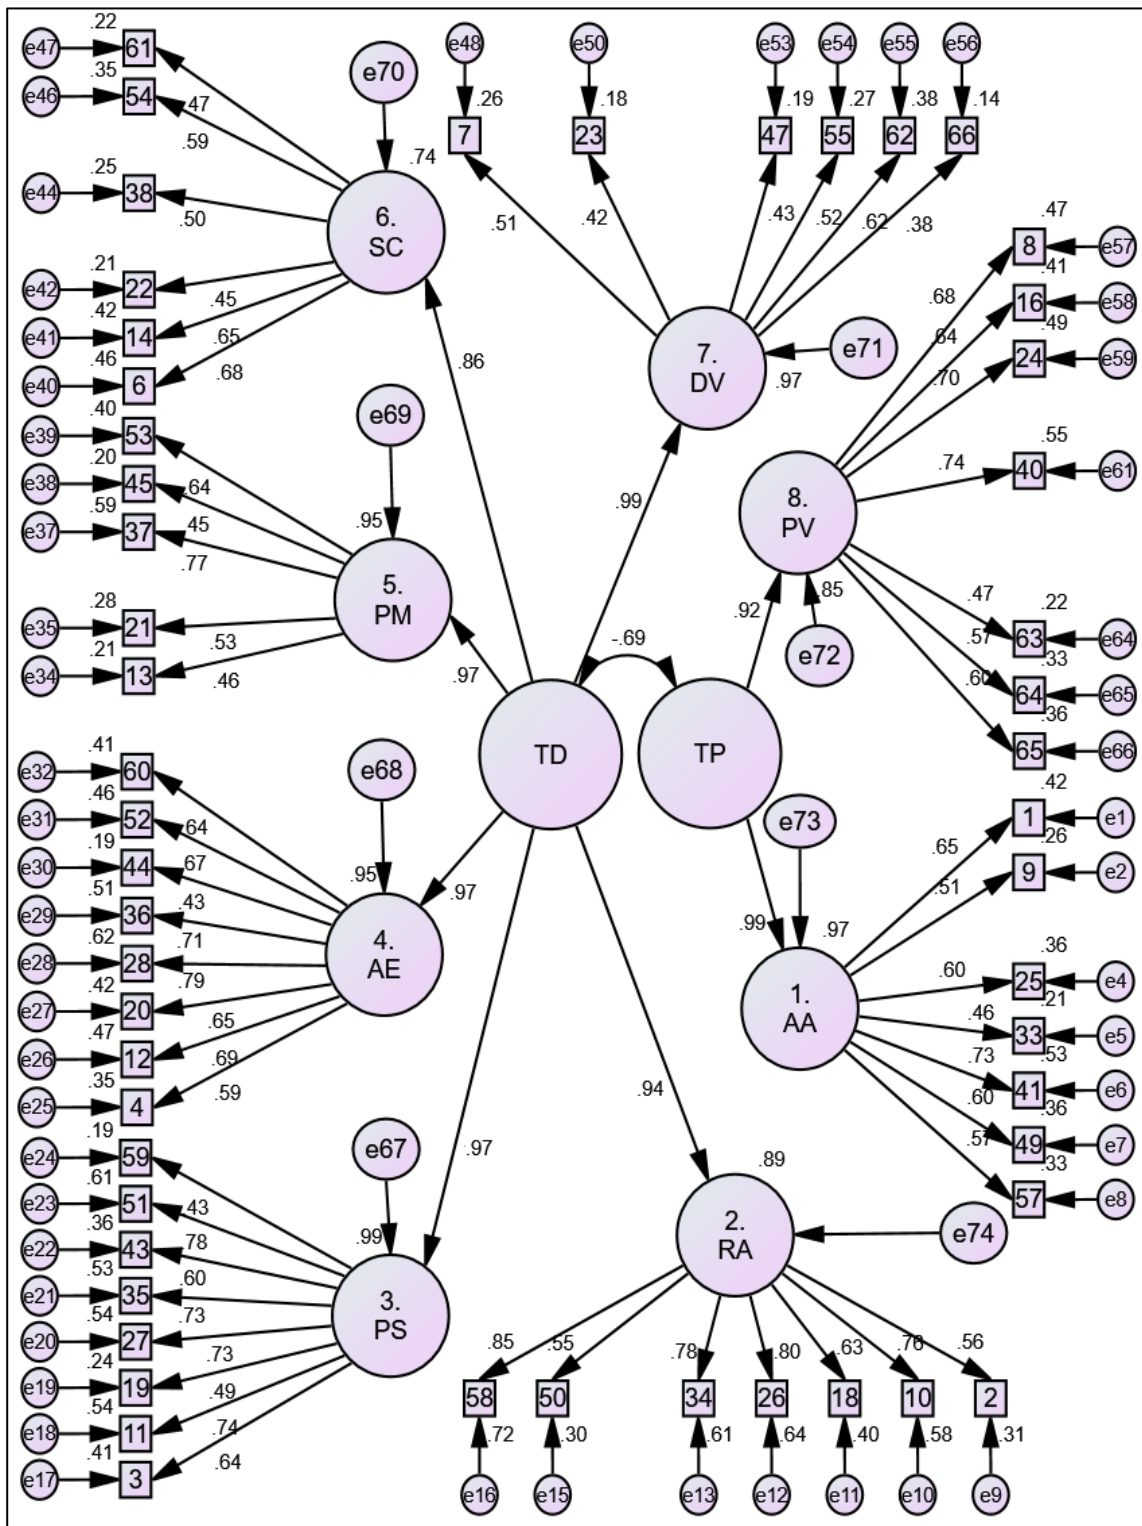 e47 .22 61
e46 .35 54
.47
.59
e44 .25 38
.50
e42 .21 22
.45
e41 .42 14
.65
e40 .46 6
.68
e70
.74
6.
SC
.86
e39 .40 53
.64
e38 .20 45
.45
e37 .59 37
.77
e35 .28 21
.53
e34 .21 13
.46
e69
.95
5.
PM
.97
e32 .41 60
.64
e31 .46 52
.67
e30 .19 44
.43
e29 .51 36
.71
e28 .62 28
.79
e27 .42 20
.65
e26 .47 12
.69
e25 .35 4
.59
e68
.95
4.
AE
.97
e24 .19 59
.43
e23 .61 51
.78
e22 .36 43
.60
e21 .53 35
.73
e20 .54 27
.73
e19 .24 19
.49
e18 .54 11
.74
e17 .41 3
.64
e67
.99
3.
PS
.97
e48 e50 e53 e54 e55 e56
.26 .18 .19 .27 .38 .14
7 23 47 55 62 66
.51 .42 .43 .52 .62 .38
7.
DV
.97
e71
.99
-.69
TD TP
.92
8.
PV
.85
e72
.68 8 .47 e57
.64 16 .41 e58
.70 24 .49 e59
.74 40 .55 e61
.47 63 .22 e64
.57 64 .33 e65
.60 65 .36 e66
e73
.99
.97
1.
AA
.65 1 .42 e1
.51 9 .26 e2
.60 25 .36 e4
.46 33 .21 e5
.73 41 .53 e6
.60 49 .36 e7
.57 57 .33 e8
.94
.89
2.
RA
e74
.85 .55 .78 .80 .63 .76 .56
58 50 34 26 18 10 2
.72 .30 .61 .64 .40 .58 .31
e16 e15 e13 e12 e11 e10 e9